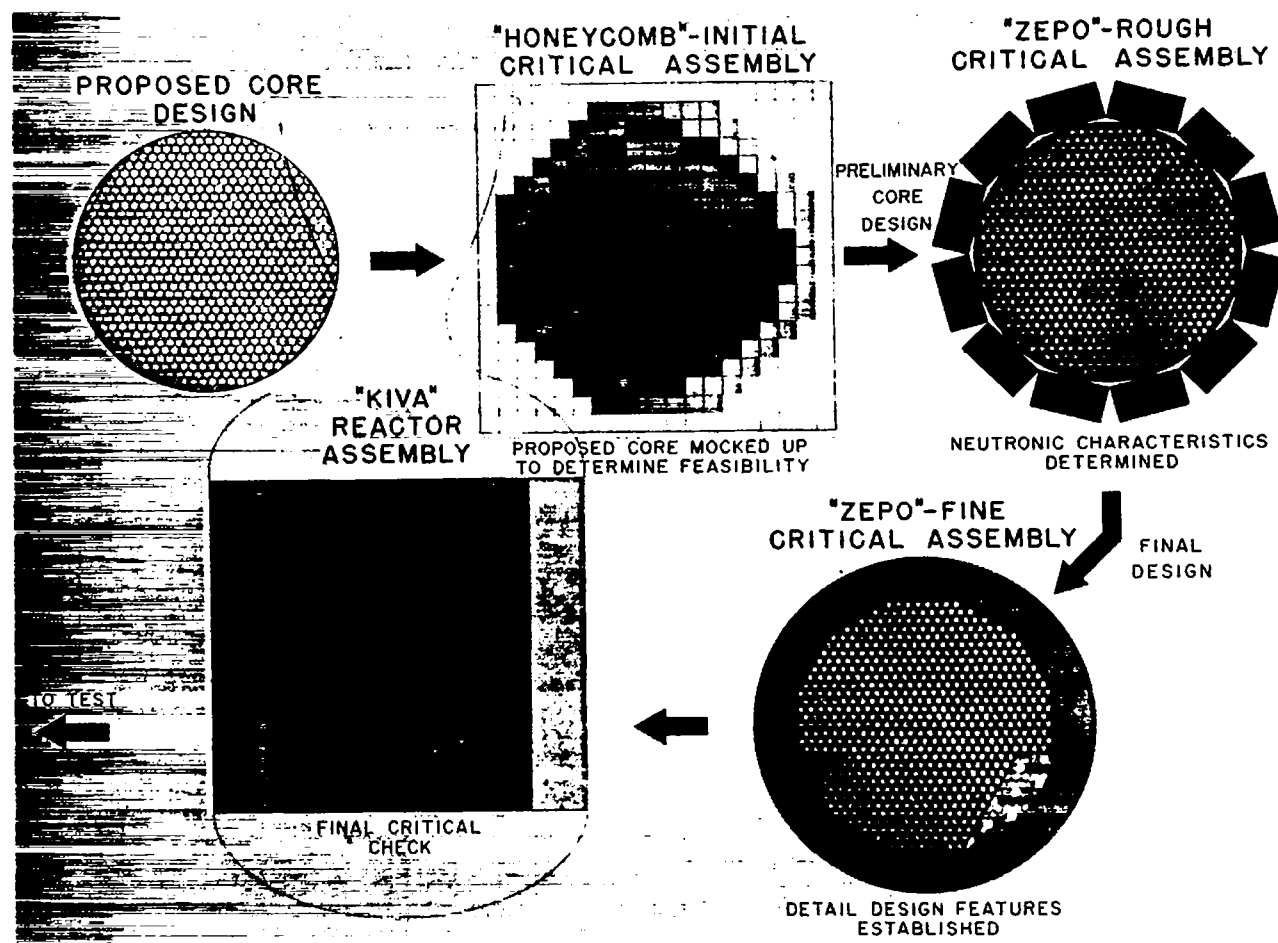 PROPOSED CORE
DESIGN
"HONEYCOMB"-INITIAL
CRITICAL ASSEMBLY
PROPOSED CORE MOCKED UP
TO DETERMINE FEASIBILITY
PRELIMINARY
CORE
DESIGN
"ZEPO"-ROUGH
CRITICAL ASSEMBLY
NEUTRONIC CHARACTERISTICS
DETERMINED
FINAL
DESIGN
"ZEPO"-FINE
CRITICAL ASSEMBLY
DETAIL DESIGN FEATURES
ESTABLISHED
"KIVA"
REACTOR
ASSEMBLY
FINAL CRITICAL
CHECK
TO TEST